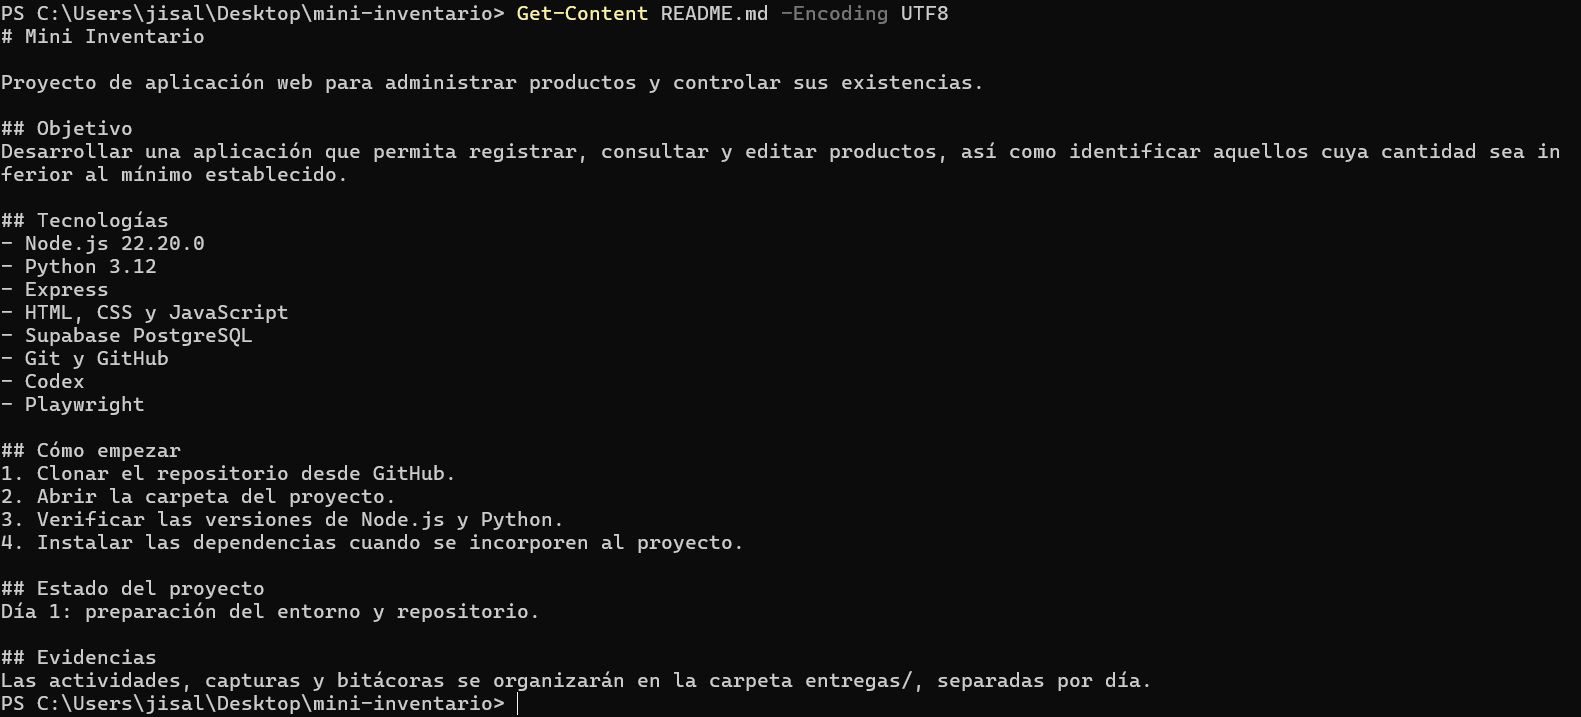 PS C:\Users\jisal\Desktop\mini-inventario> Get-Content README.md -Encoding UTF8
# Mini Inventario
Proyecto de aplicación web para administrar productos y controlar sus existencias.
## Objetivo
Desarrollar una aplicación que permita registrar, consultar y editar productos, así como identificar aquellos cuya cantidad sea in
ferior al mínimo establecido.
## Tecnologías
- Node.js 22.20.0
- Python 3.12
- Express
- HTML, CSS y JavaScript
- Supabase PostgreSQL
- Git y GitHub
- Codex
- Playwright
## Cómo empezar
1. Clonar el repositorio desde GitHub.
2. Abrir la carpeta del proyecto.
3. Verificar las versiones de Node.js y Python.
4. Instalar las dependencias cuando se incorporen al proyecto.
## Estado del proyecto
Día 1: preparación del entorno y repositorio.
## Evidencias
Las actividades, capturas y bitácoras se organizarán en la carpeta entregas/, separadas por día.
PS C:\Users\jisal\Desktop\mini-inventario>